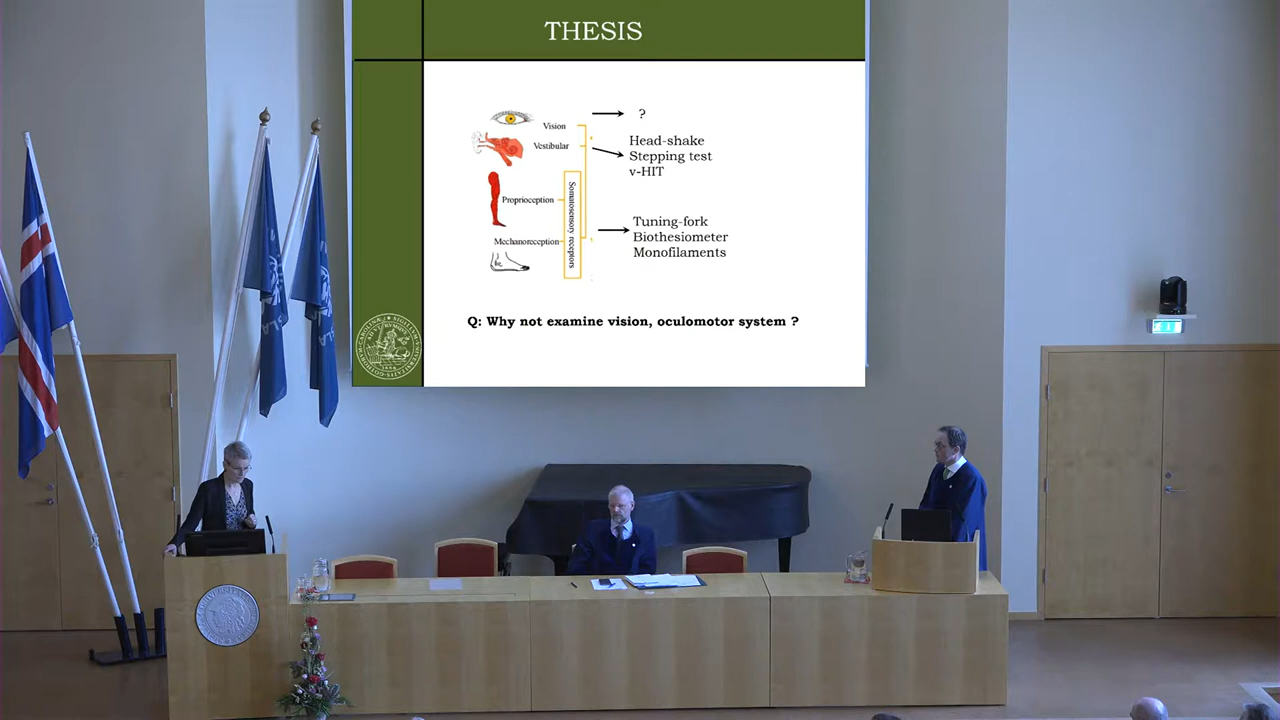 THESIS
?
Vision
Head-shake
Vestibular
Stepping test
v-HIT
Proprioception
Somatosensory receptors
Tuning-fork
Mechanoreception
Biothesiometer
Monofilaments
Q: Why not examine vision, oculomotor system ?